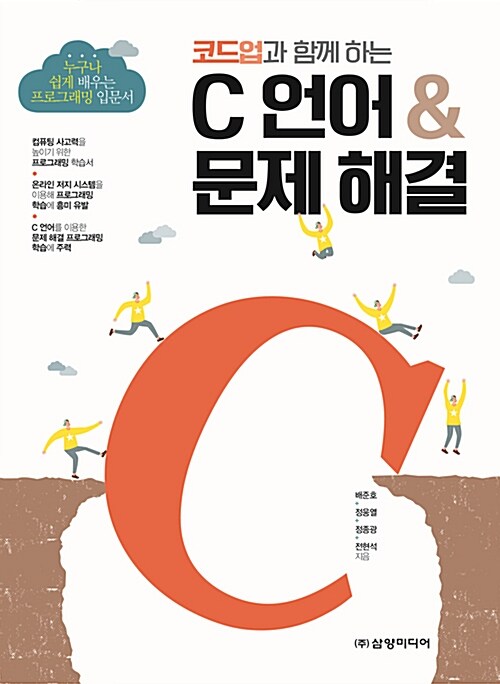 누구나
쉽게 배우는
프로그래밍 입문서
코드업과 함께 하는
C 언어 &
문제 해결
컴퓨팅 사고력을
높이기 위한
프로그래밍 학습서
온라인 저지 시스템을
이용해 프로그래밍
학습에 흥미 유발
C 언어를 이용한
문제 해결 프로그래밍
학습에 주력
C
배준호
+
정웅열
+
정종광
+
전현석
지음
(주) 삼양미디어